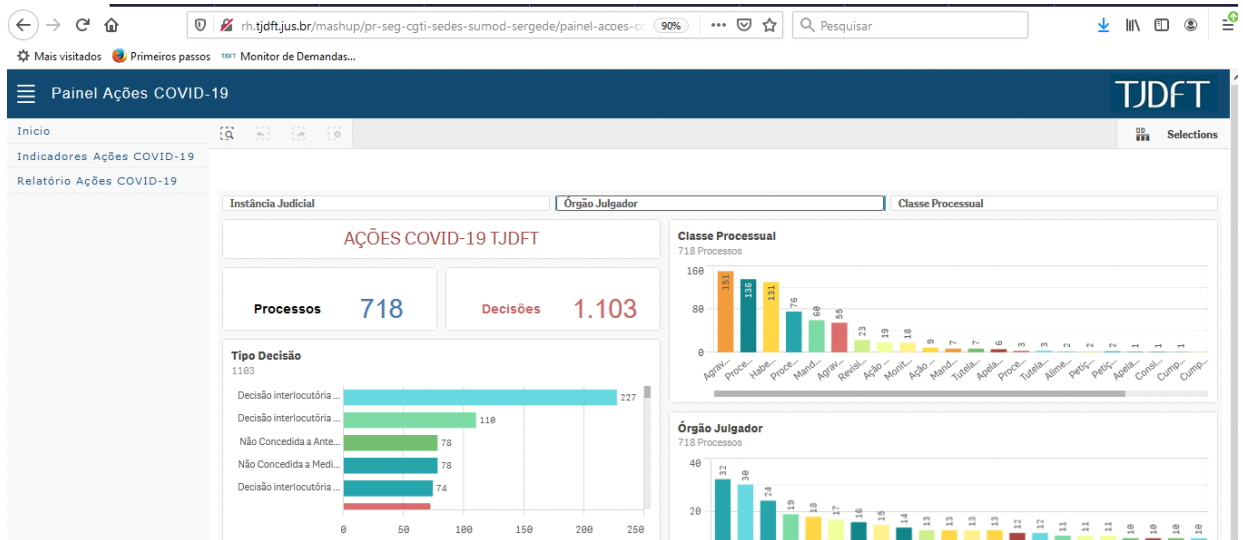 rh.tjdft.jus.br/mashup/pr-seg-cgti-sedes-sumod-sergede/painel-acoes-cc
90%
Pesquisar
Mais visitados
Primeiros passos
TJDFT Monitor de Demandas...
Painel Ações COVID-19
TJDFT
Inicio
Indicadores Ações COVID-19
Relatório Ações COVID-19
Selections
Instância Judicial
Órgão Julgador
Classe Processual
AÇÕES COVID-19 TJDFT
Processos 718
Decisões 1.103
Tipo Decisão
1103
Decisão interlocutória ... 227
Decisão interlocutória ... 110
Não Concedida a Ante... 78
Não Concedida a Medi... 78
Decisão interlocutória ... 74
0 50 100 150 200 250
Classe Processual
718 Processos
160
80
0
151 136 131 76 60 55 23 19 18 9 7 7 6 3 3 2 2 2 1 1 1
Agrav... Proce... Habe... Proce... Mand... Agrav... Revisi... Ação ... Monit... Ação ... Mand... Tutela... Apela... Proce... Tutela... Alime... Petiç... Petiç... Apela... Consi... Cump... Cump...
Órgão Julgador
718 Processos
40
20
32 30 24 19 18 17 16 15 14 13 13 13 13 12 12 11 11 11 10 10 10 10